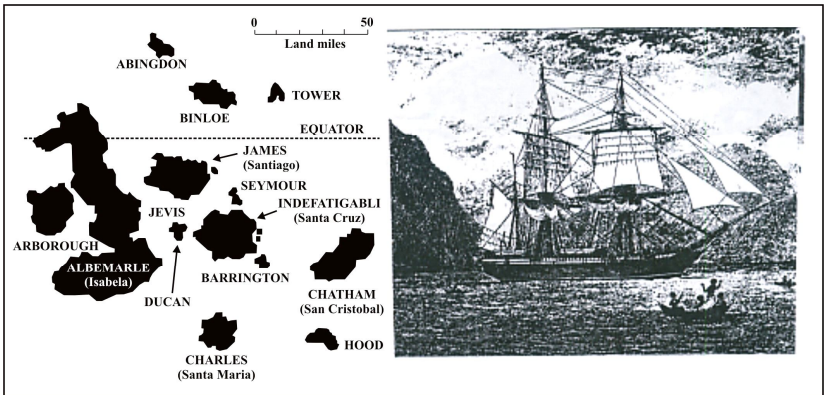 0 50
Land miles
ABINGDON
BINLOE
TOWER
EQUATOR
JAMES
(Santiago)
SEYMOUR
JEVIS
INDEFATIGABLI
(Santa Cruz)
ARBOROUGH
ALBEMARLE
(Isabela)
DUCAN
BARRINGTON
CHATHAM
(San Cristobal)
CHARLES
(Santa Maria)
HOOD